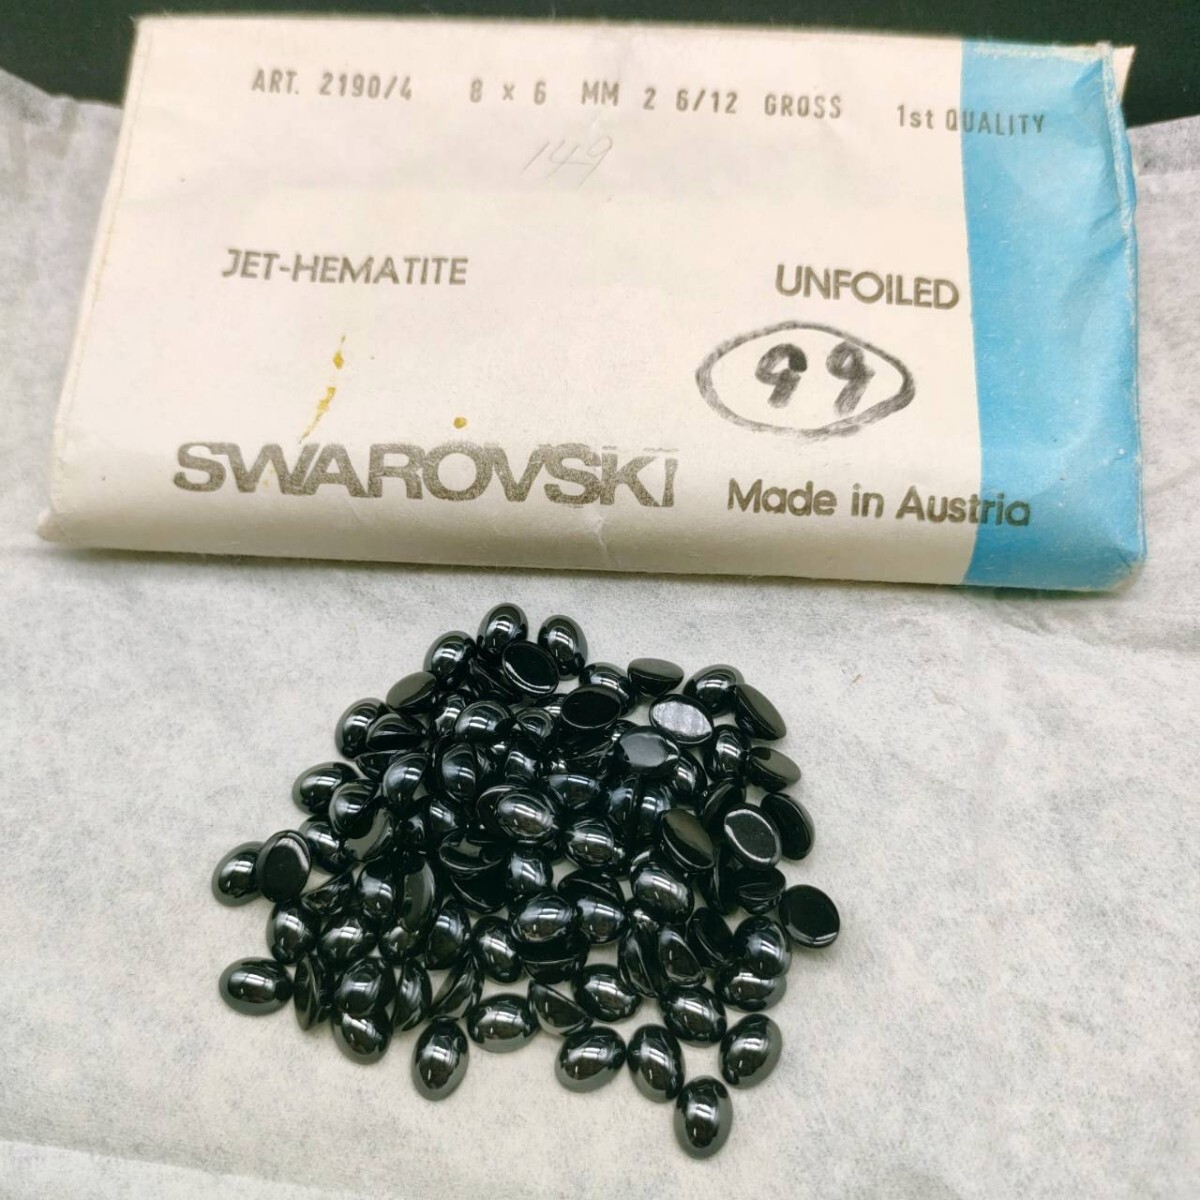 ART. 2190/4 8 × 6 MM 2 6/12 GROSS 1st QUALITY
149
JET-HEMATITE UNFOILED
99
SWAROVSKI Made in Austria